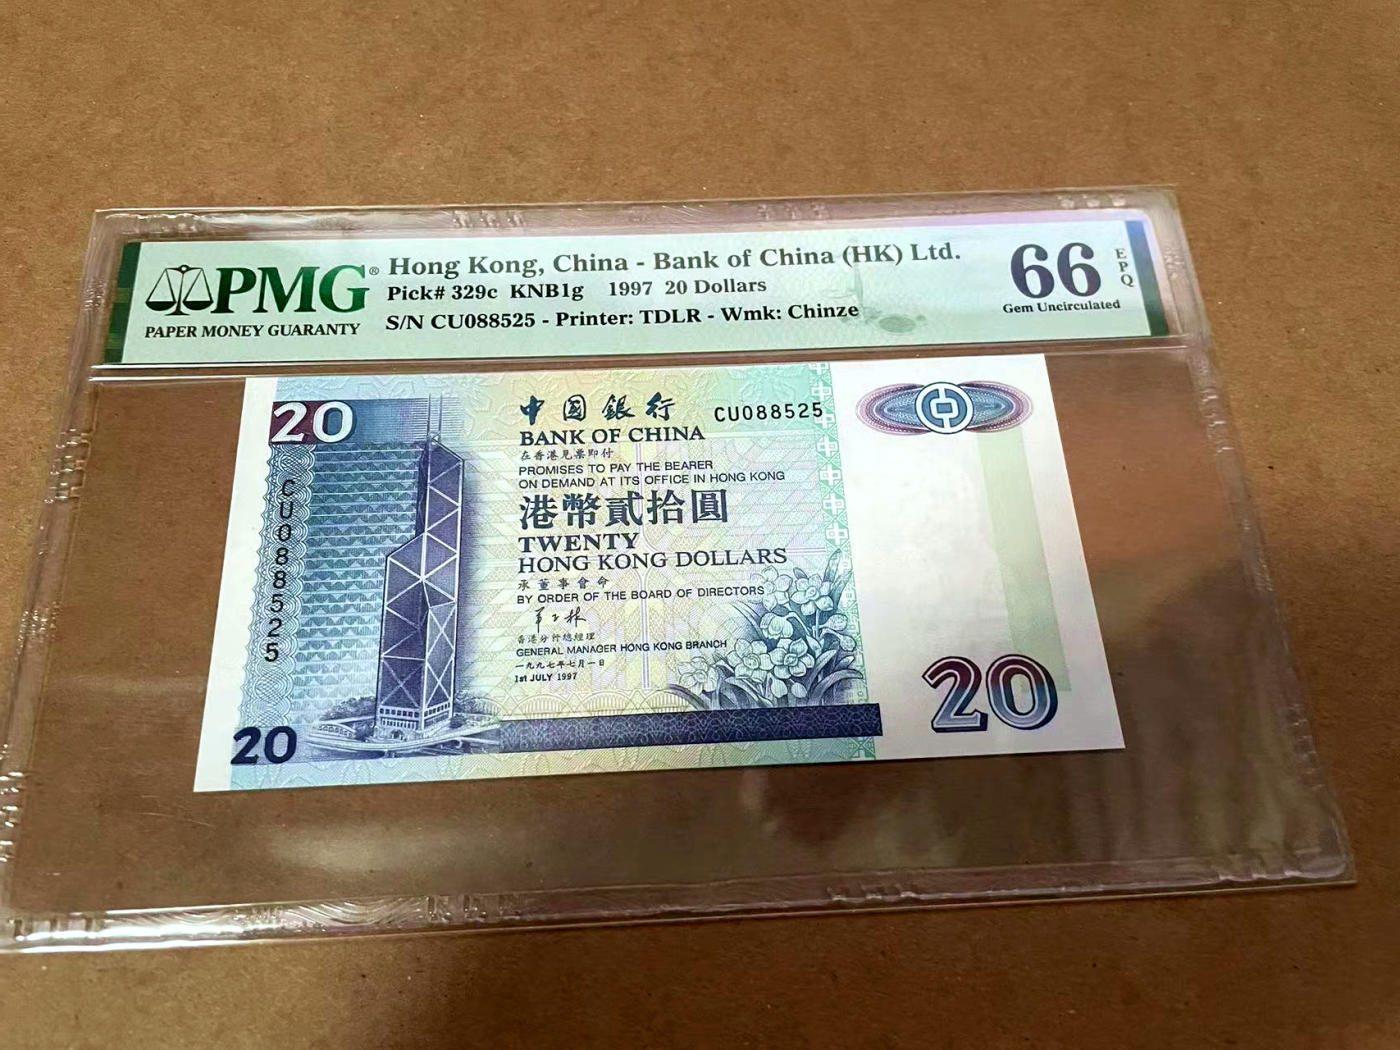 PMG®
PAPER MONEY GUARANTY
Hong Kong, China - Bank of China (HK) Ltd.
Pick# 329c KNB1g 1997 20 Dollars
S/N CU088525 - Printer: TDLR - Wmk: Chinze
66
EPQ
Gem Uncirculated
20
中國銀行
CU088525
BANK OF CHINA
在香港見票即付
PROMISES TO PAY THE BEARER
ON DEMAND AT ITS OFFICE IN HONG KONG
港幣貳拾圓
TWENTY
HONG KONG DOLLARS
承董事會命
BY ORDER OF THE BOARD OF DIRECTORS
香港分行總經理
GENERAL MANAGER HONG KONG BRANCH
一九九七年七月一日
1st JULY 1997
CU088525
20
20